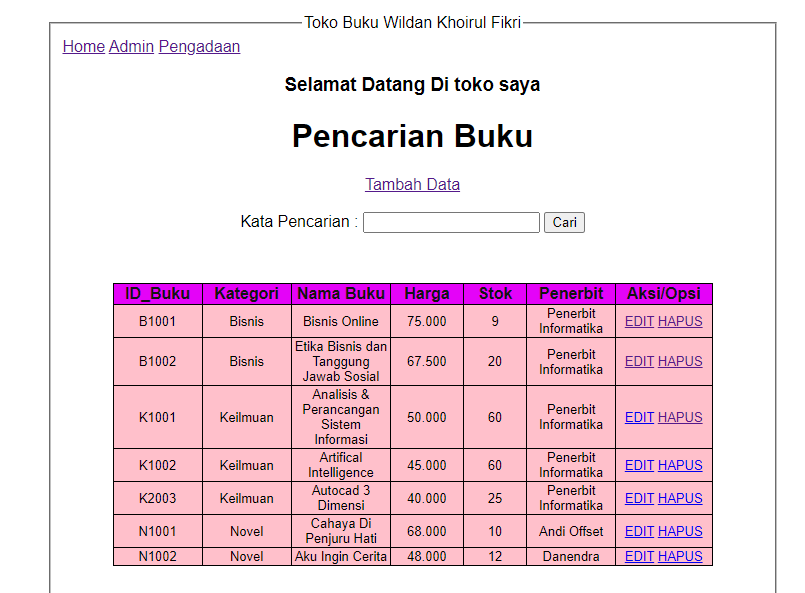 Toko Buku Wildan Khoirul Fikri
Home Admin Pengadaan
Selamat Datang Di toko saya
Pencarian Buku
Tambah Data
Kata Pencarian : Cari
ID_Buku Kategori Nama Buku Harga Stok Penerbit Aksi/Opsi
B1001 Bisnis Bisnis Online 75.000 9 Penerbit Informatika EDIT HAPUS
B1002 Bisnis Etika Bisnis dan Tanggung Jawab Sosial 67.500 20 Penerbit Informatika EDIT HAPUS
K1001 Keilmuan Analisis & Perancangan Sistem Informasi 50.000 60 Penerbit Informatika EDIT HAPUS
K1002 Keilmuan Artifical Intelligence 45.000 60 Penerbit Informatika EDIT HAPUS
K2003 Keilmuan Autocad 3 Dimensi 40.000 25 Penerbit Informatika EDIT HAPUS
N1001 Novel Cahaya Di Penjuru Hati 68.000 10 Andi Offset EDIT HAPUS
N1002 Novel Aku Ingin Cerita 48.000 12 Danendra EDIT HAPUS